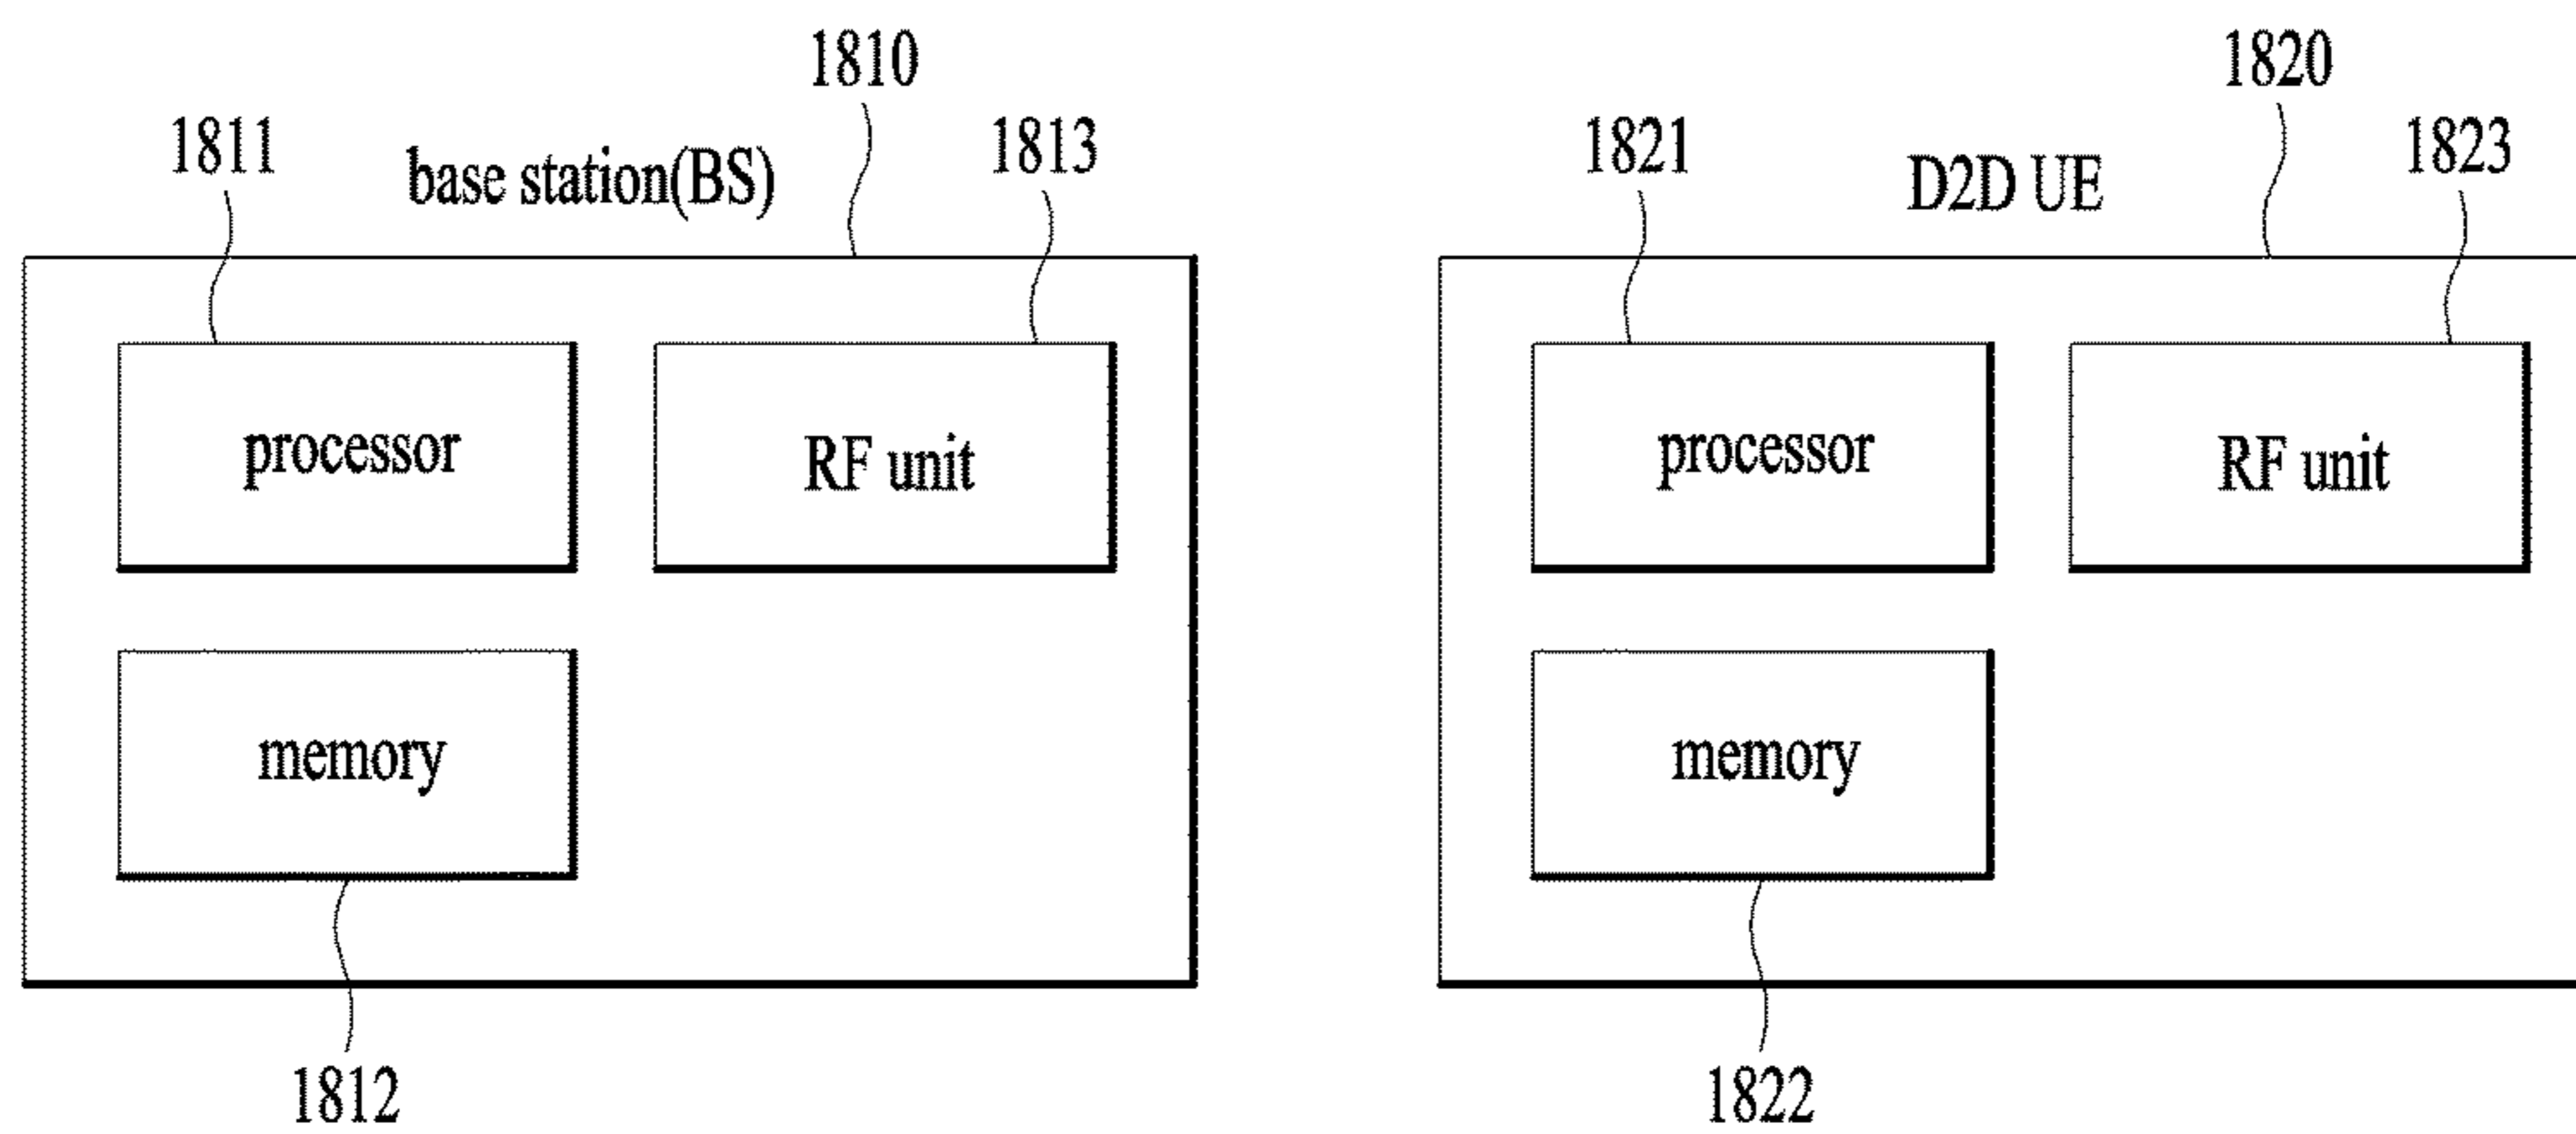 1810
1820
1811
base station(BS)
1813
1821
D2D UE
1823
processor
RF unit
processor
RF unit
memory
memory
1812
1822